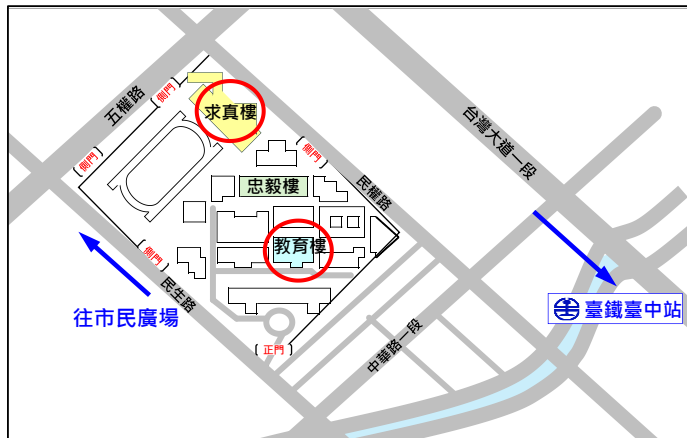 五權路
側門
求真樓
側門
側門
忠毅樓
民權路
台灣大道一段
教育樓
側門
民生路
往市民廣場
正門
中華路一段
臺鐵臺中站